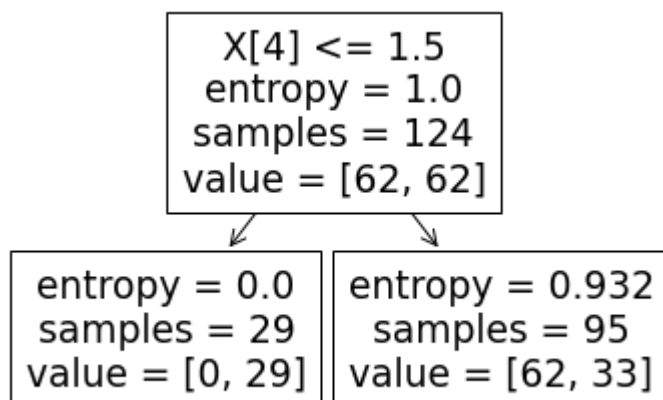 X[4] <= 1.5
entropy = 1.0
samples = 124
value = [62, 62]
entropy = 0.0
samples = 29
value = [0, 29]
entropy = 0.932
samples = 95
value = [62, 33]